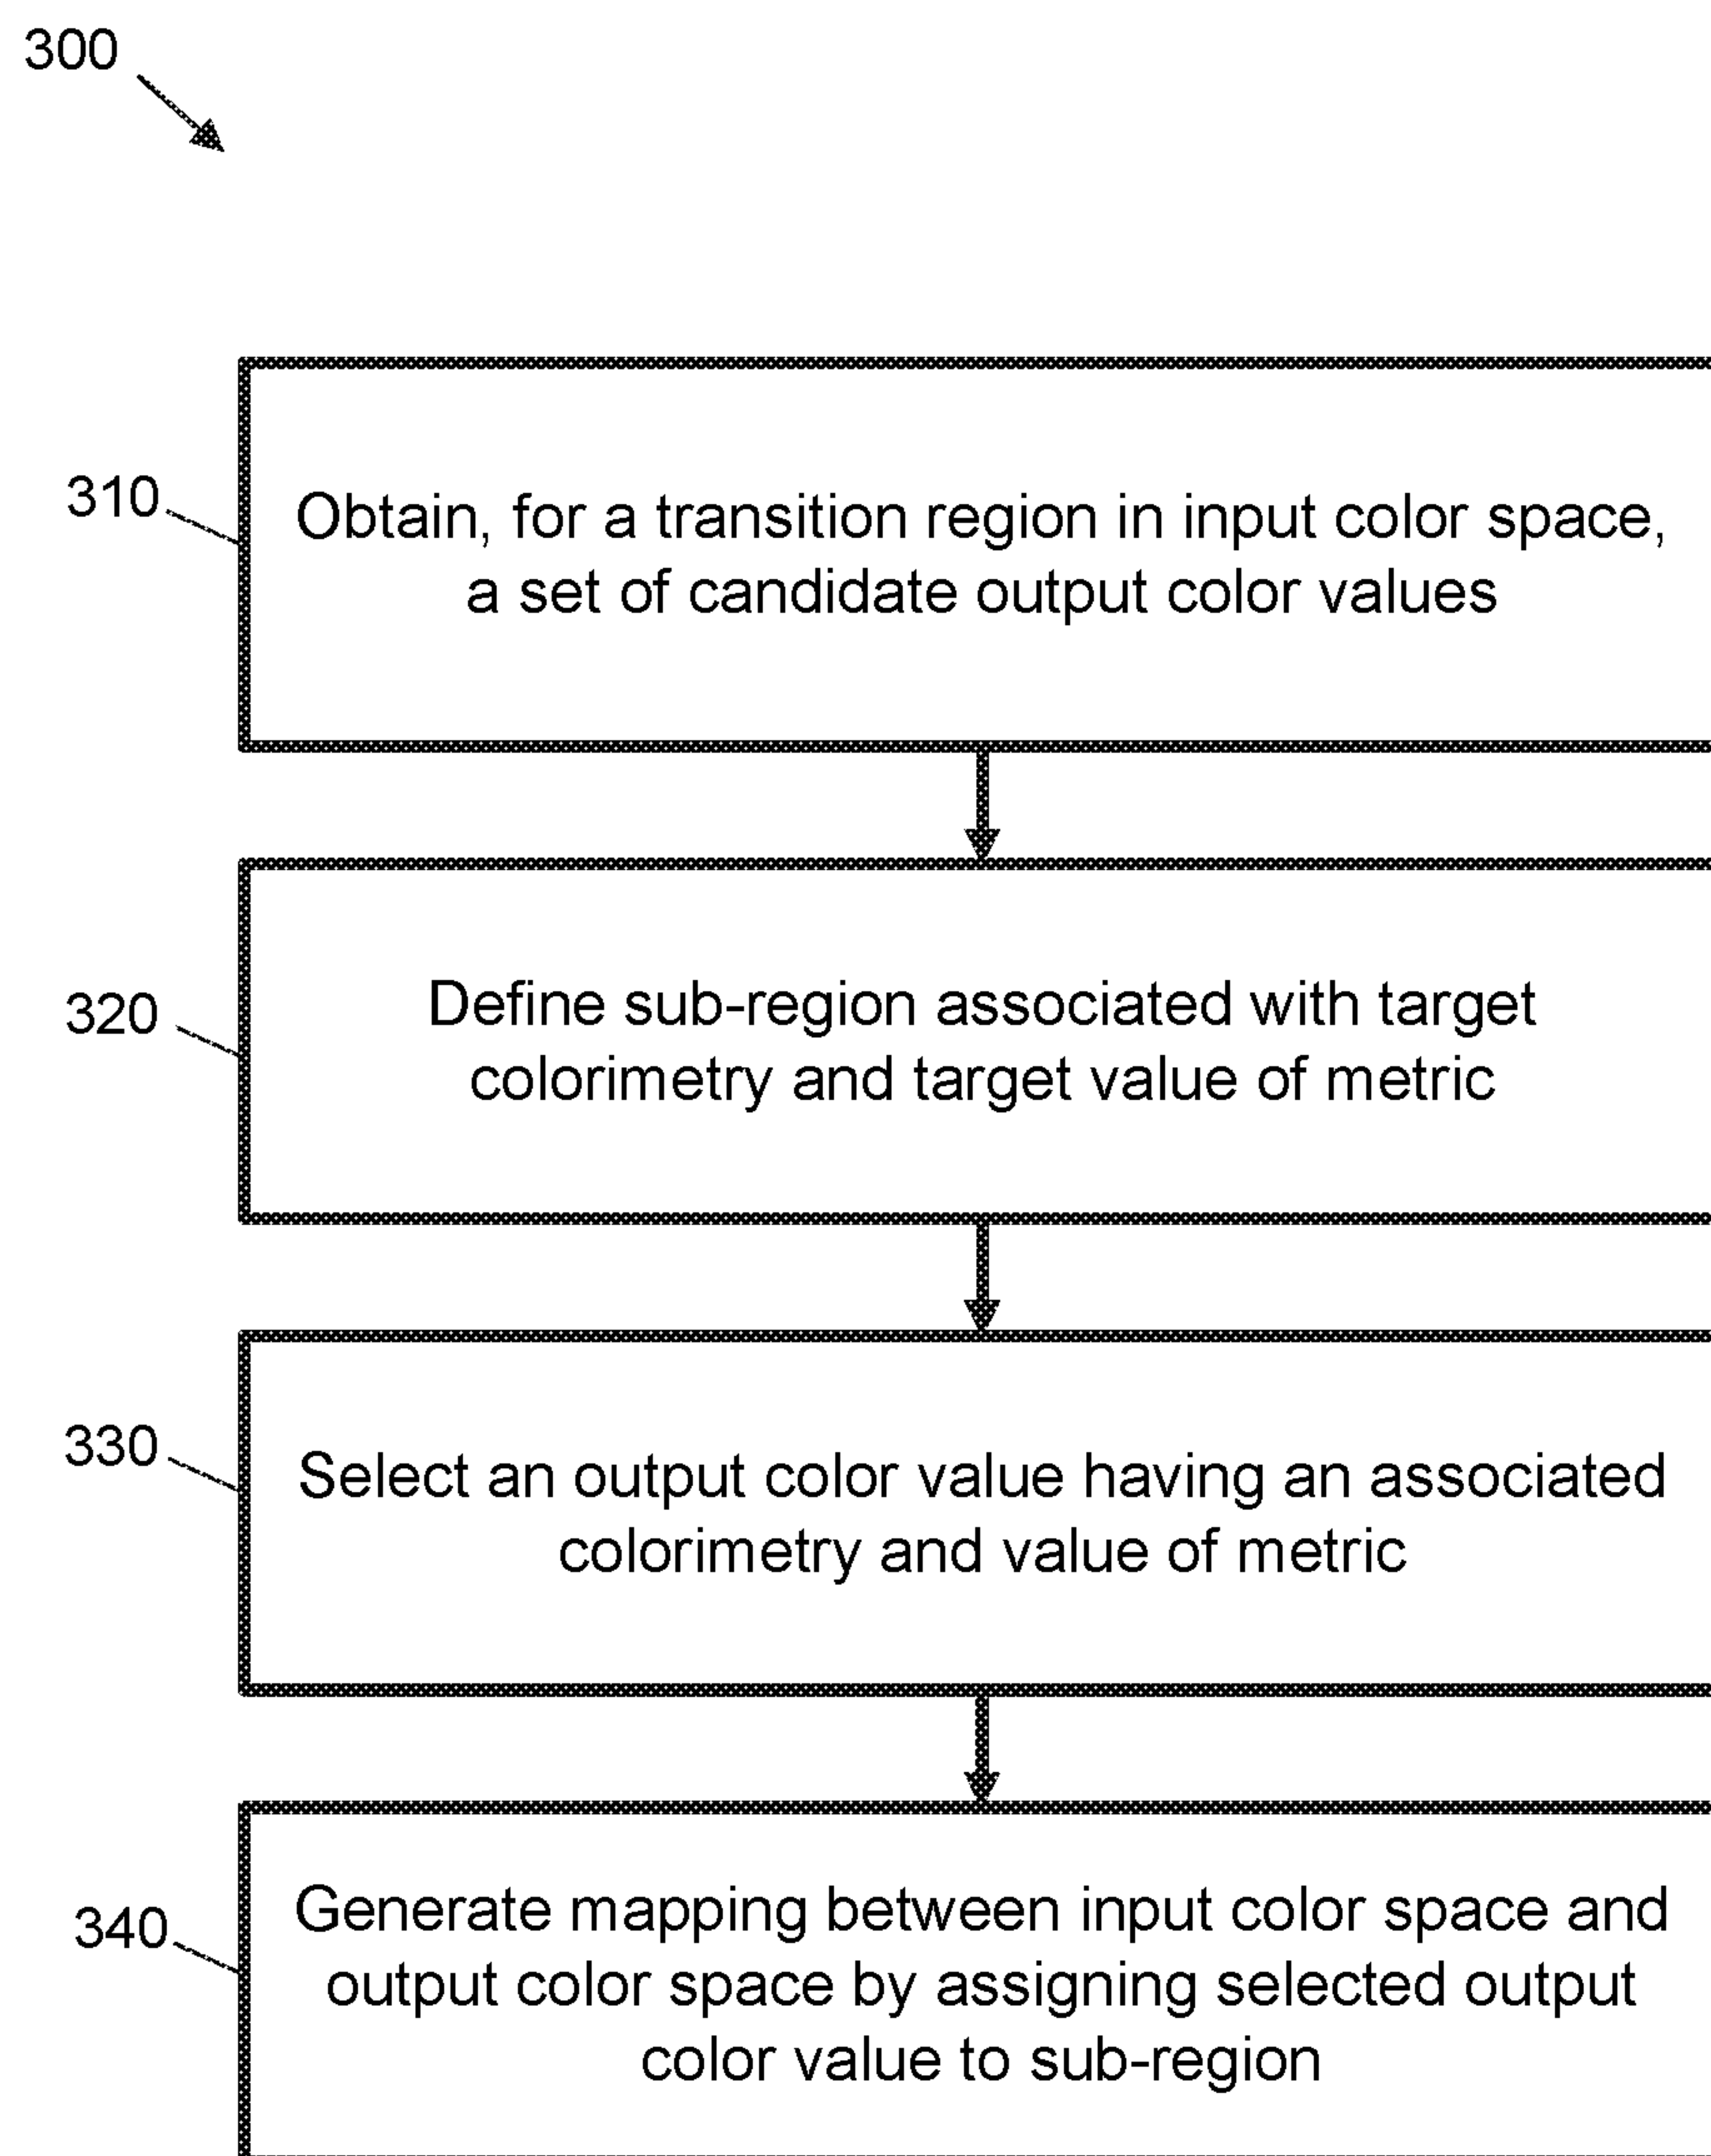 300
310
Obtain, for a transition region in input color space,
a set of candidate output color values
320
Define sub-region associated with target
colorimetry and target value of metric
330
Select an output color value having an associated
colorimetry and value of metric
340
Generate mapping between input color space and
output color space by assigning selected output
color value to sub-region